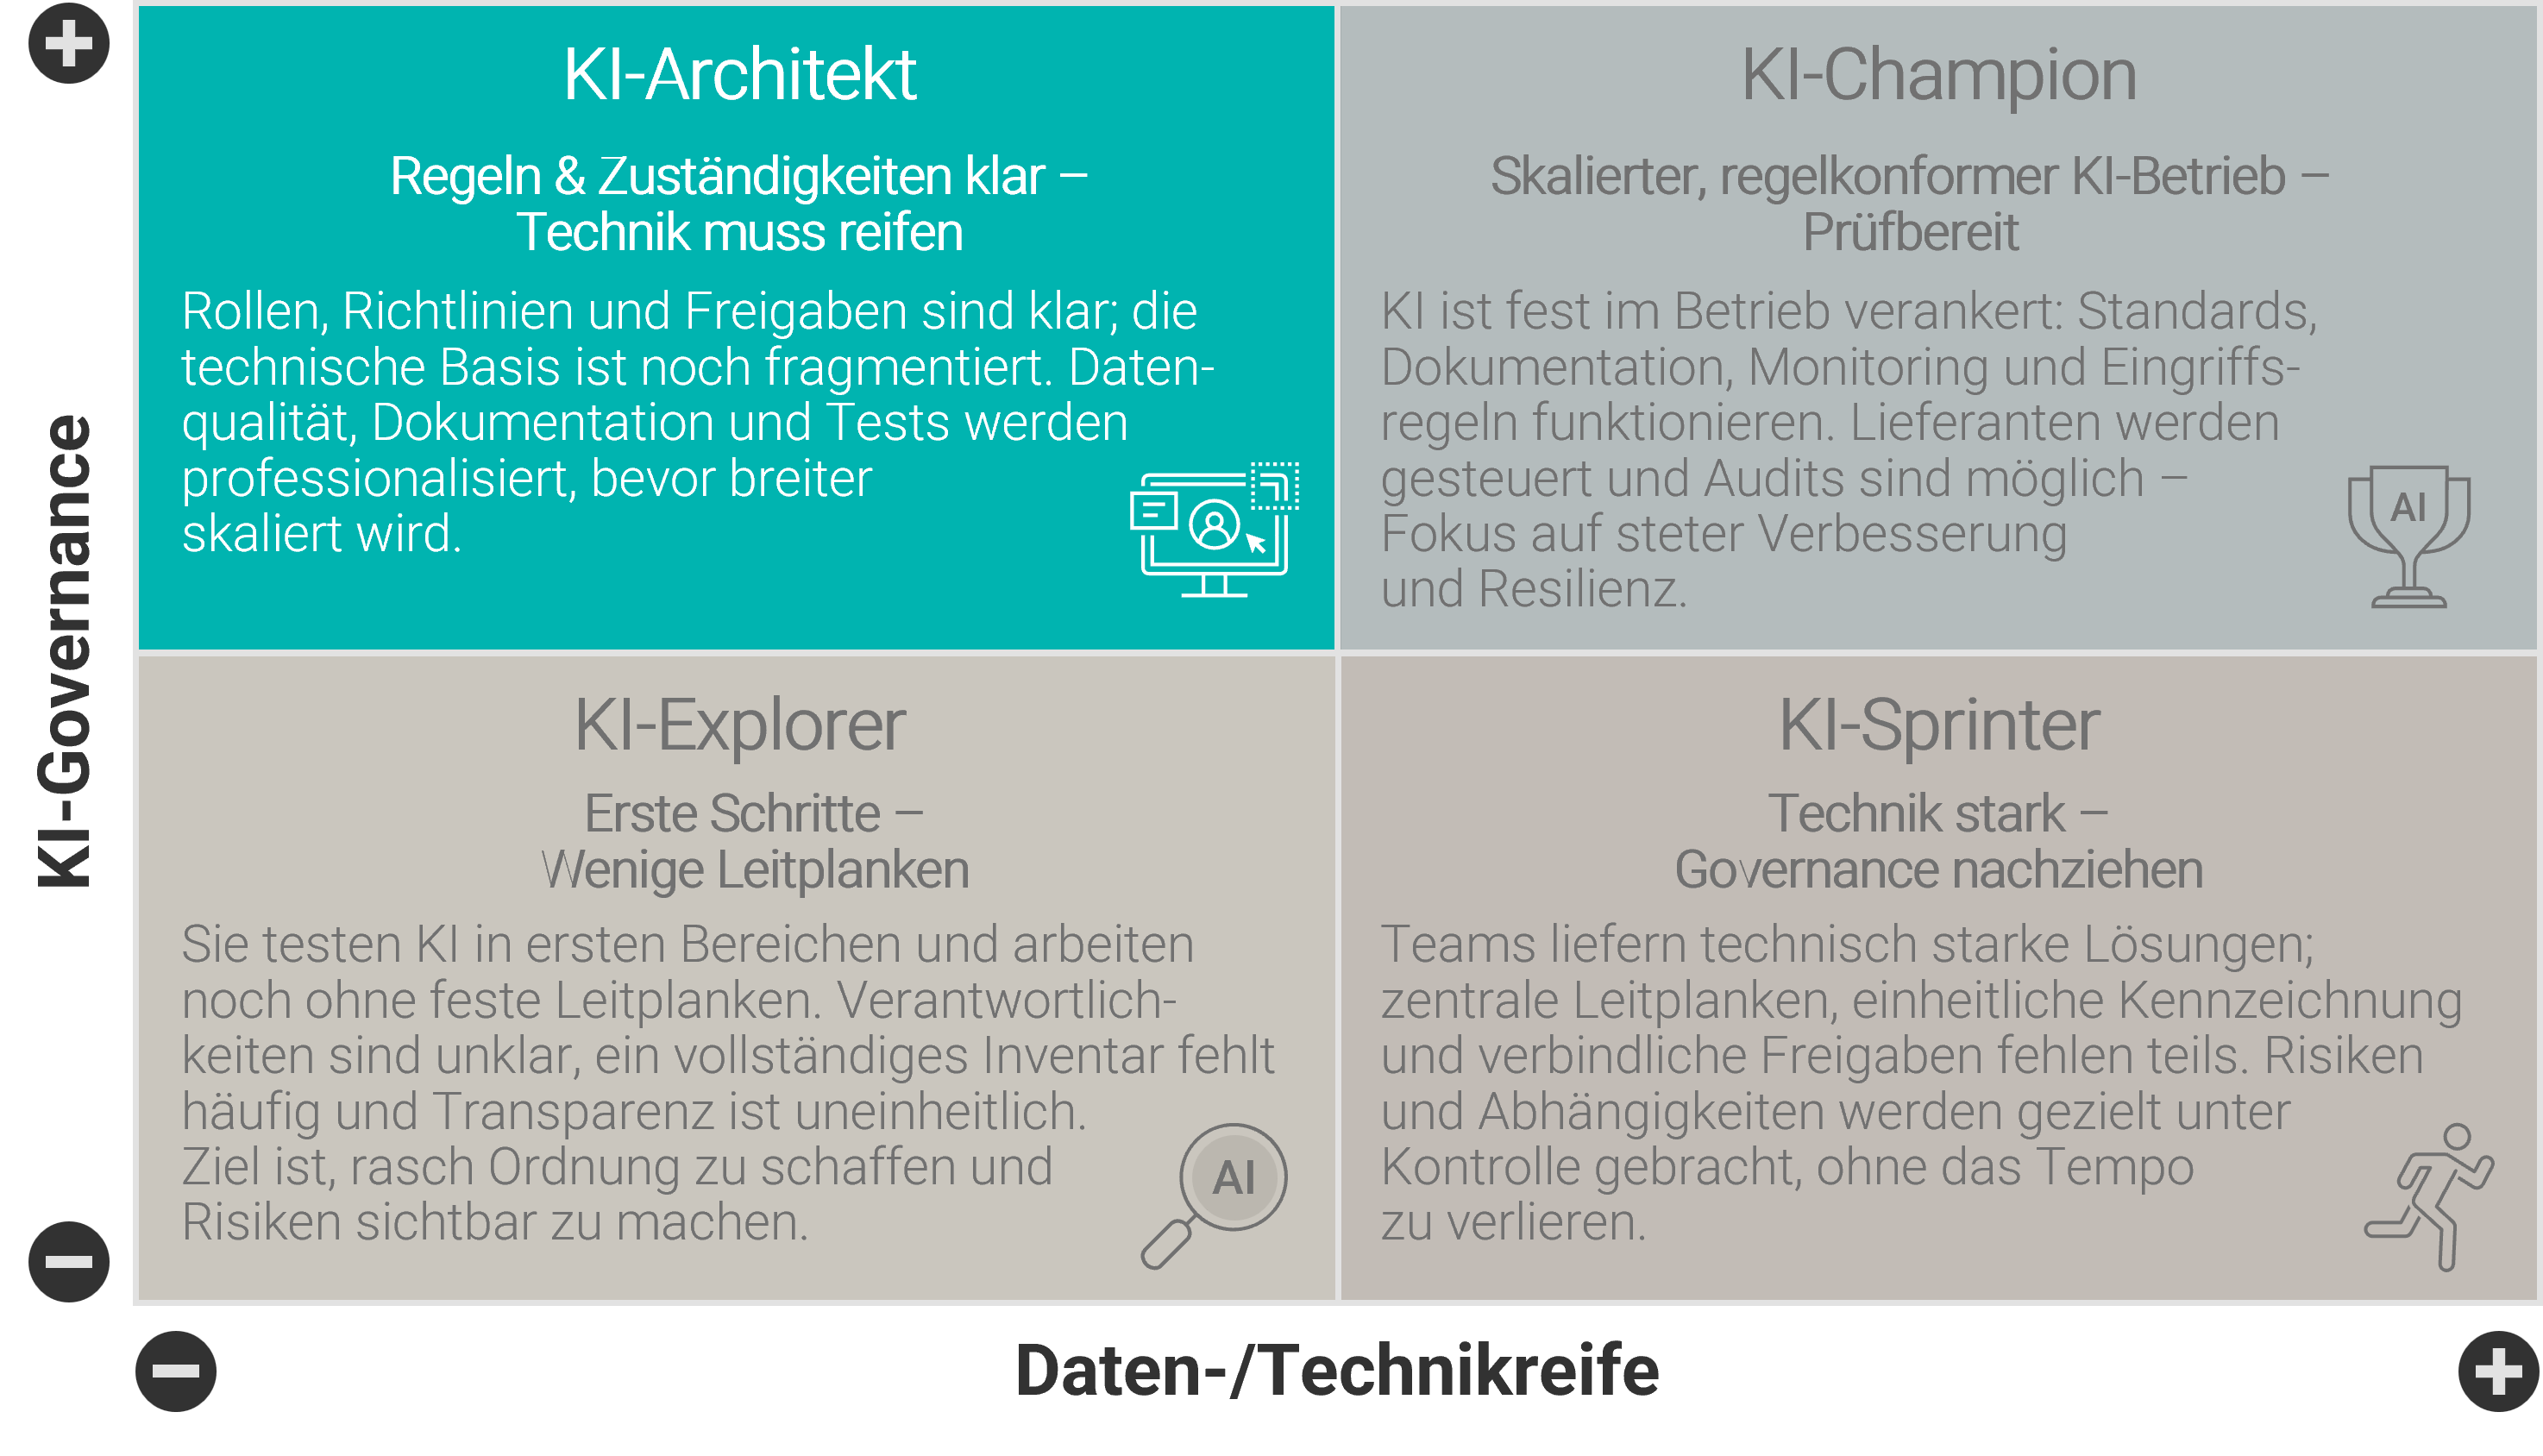 KI-Governance
KI-Architekt
Regeln & Zuständigkeiten klar –
Technik muss reifen
Rollen, Richtlinien und Freigaben sind klar; die
technische Basis ist noch fragmentiert. Daten-
qualität, Dokumentation und Tests werden
professionalisiert, bevor breiter
skaliert wird.
KI-Champion
Skalierter, regelkonformer KI-Betrieb –
Prüfbereit
KI ist fest im Betrieb verankert: Standards,
Dokumentation, Monitoring und Eingriffs-
regeln funktionieren. Lieferanten werden
gesteuert und Audits sind möglich –
Fokus auf steter Verbesserung
und Resilienz.
AI
KI-Explorer
Erste Schritte –
Wenige Leitplanken
Sie testen KI in ersten Bereichen und arbeiten
noch ohne feste Leitplanken. Verantwortlich-
keiten sind unklar, ein vollständiges Inventar fehlt
häufig und Transparenz ist uneinheitlich.
Ziel ist, rasch Ordnung zu schaffen und
Risiken sichtbar zu machen.
AI
KI-Sprinter
Technik stark –
Governance nachziehen
Teams liefern technisch starke Lösungen;
zentrale Leitplanken, einheitliche Kennzeichnung
und verbindliche Freigaben fehlen teils. Risiken
und Abhängigkeiten werden gezielt unter
Kontrolle gebracht, ohne das Tempo
zu verlieren.
Daten-/Technikreife